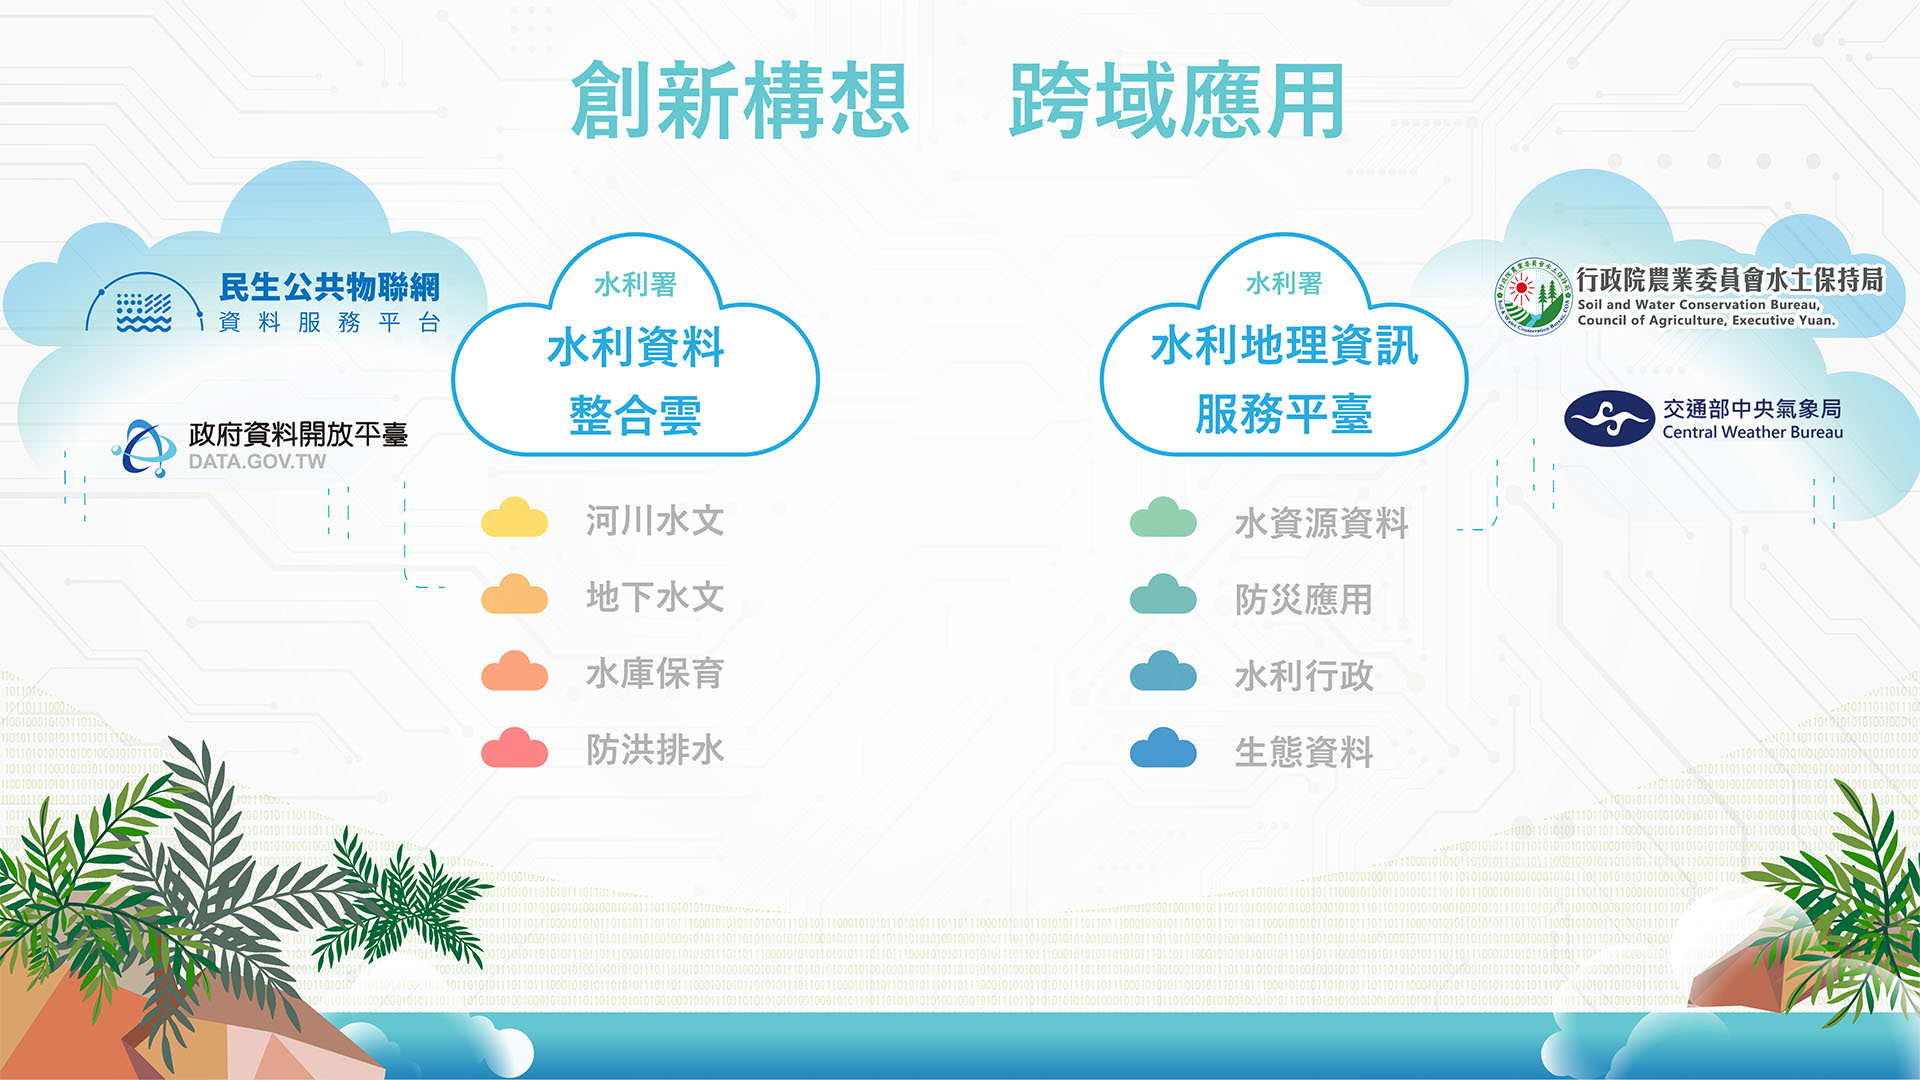 創新構想 跨域應用
民生公共物聯網
資料服務平台
政府資料開放平臺
DATA.GOV.TW
水利署
水利資料
整合雲
河川水文
地下水文
水庫保育
防洪排水
水利署
水利地理資訊
服務平臺
水資源資料
防災應用
水利行政
生態資料
行政院農業委員會水土保持局
Soil and Water Conservation Bureau,
Council of Agriculture, Executive Yuan.
交通部中央氣象局
Central Weather Bureau